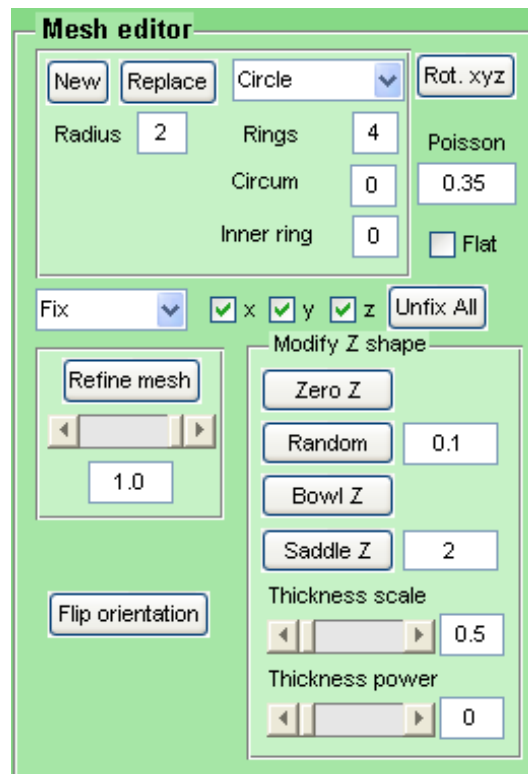 Mesh editor
New Replace Circle Rot. xyz
Radius 2 Rings 4 Poisson
Circum 0 0.35
Inner ring 0 Flat
Fix x y z Unfix All
Modify Z shape
Refine mesh Zero Z
Random 0.1
1.0 Bowl Z
Saddle Z 2
Flip orientation Thickness scale
0.5
Thickness power
0